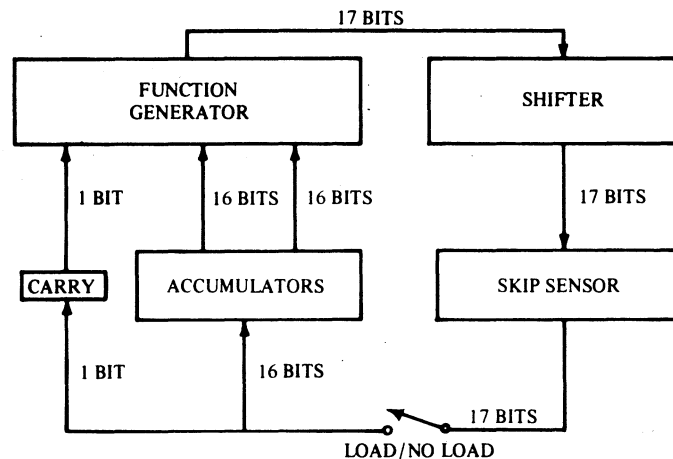 17 BITS
FUNCTION
GENERATOR
SHIFTER
1 BIT
16 BITS
16 BITS
17 BITS
CARRY
ACCUMULATORS
SKIP SENSOR
1 BIT
16 BITS
17 BITS
LOAD/NO LOAD